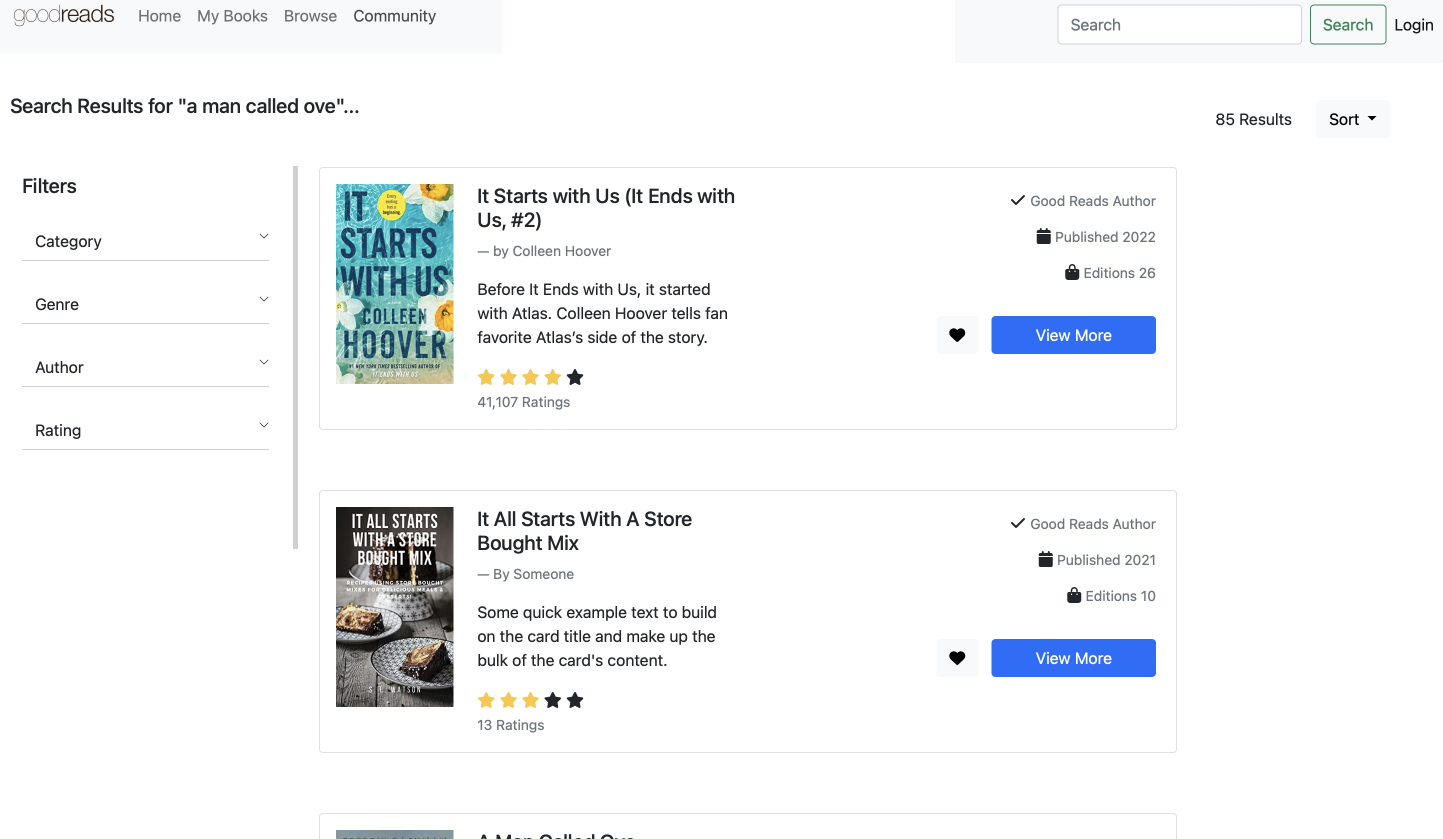 goodreads Home My Books Browse Community Search Search Login
Search Results for "a man called ove"...
85 Results Sort
Filters
Category
Genre
Author
Rating
IT
Every ending has a beginning.
STARTS
WITH US
COLLEEN
HOOVER
#1 NEW YORK TIMES BESTSELLING AUTHOR OF
IT ENDS WITH US
It Starts with Us (It Ends with
Us, #2)
— by Colleen Hoover
Before It Ends with Us, it started
with Atlas. Colleen Hoover tells fan
favorite Atlas’s side of the story.
41,107 Ratings
Good Reads Author
Published 2022
Editions 26
View More
IT ALL STARTS
WITH A STORE
BOUGHT MIX
RECIPES USING STORE BOUGHT
MIXES FOR DELICIOUS MEALS &
It All Starts With A Store
Bought Mix
— By Someone
Some quick example text to build
on the card title and make up the
bulk of the card's content.
13 Ratings
Good Reads Author
Published 2021
Editions 10
View More
A Man Called Ove